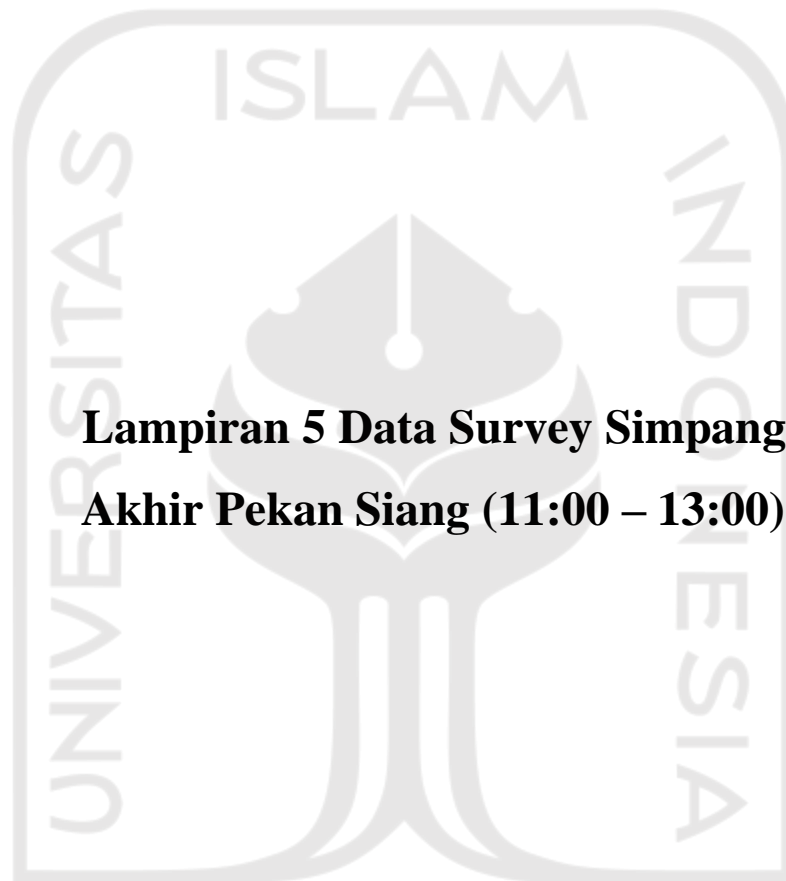 ISLAM
UNIVERSITAS
INDONESIA
Lampiran 5 Data Survey Simpang
Akhir Pekan Siang (11:00 – 13:00)